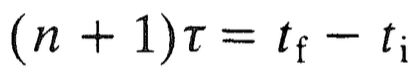 (n + 1)τ = t_f − t_i